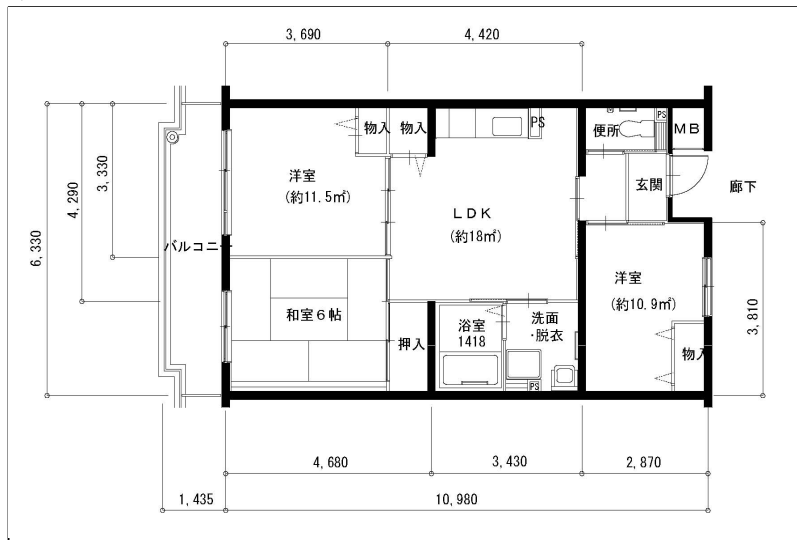 3,690
4,420
物入
物入
PS
便所
PS
MB
洋室
(約11.5㎡)
玄関
廊下
LDK
(約18㎡)
バルコニー
3,330
4,290
6,330
洋室
(約10.9㎡)
3,810
和室6帖
押入
浴室
1418
洗面
・脱衣
物入
PS
4,680
3,430
2,870
1,435
10,980